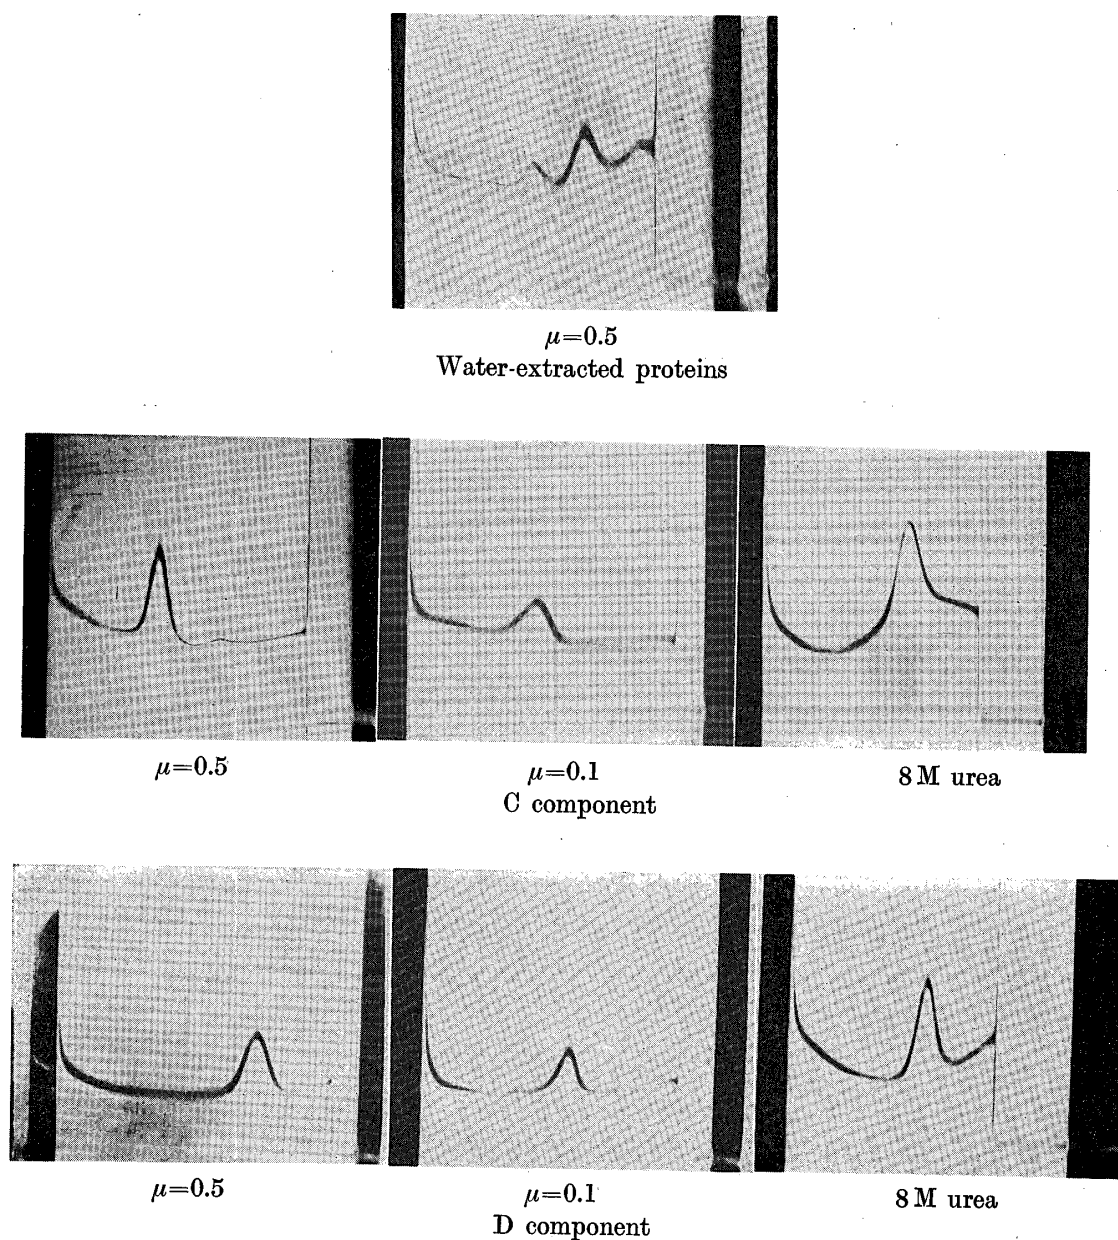 μ=0.5
Water-extracted proteins
μ=0.5
μ=0.1
8 M urea
C component
μ=0.5
μ=0.1
8 M urea
D component